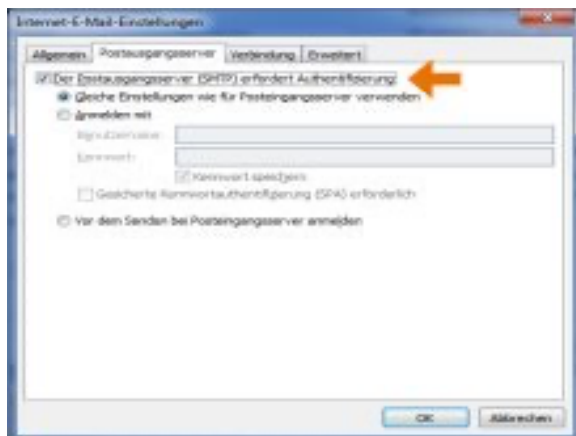 Internet-E-Mail-Einstellungen
Allgemein Postausgangsserver Verbindung Erweitert
Der Postausgangsserver (SMTP) erfordert Authentifizierung
Gleiche Einstellungen wie für Posteingangsserver verwenden
Anmelden mit
Benutzername:
Kennwort:
Kennwort speichern
Gesicherte Kennwortauthentifizierung (SPA) erforderlich
Vor dem Senden bei Posteingangsserver anmelden
OK Abbrechen